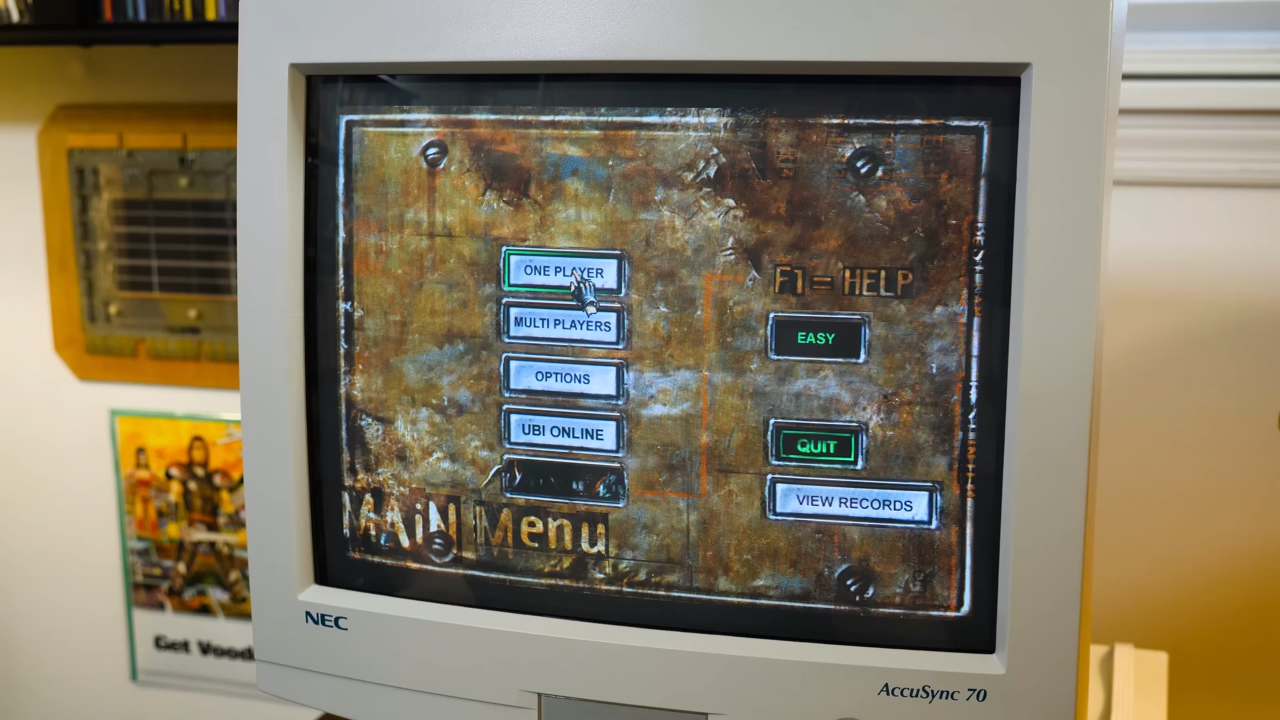 ONE PLAYER
MULTI PLAYERS
OPTIONS
UBI ONLINE
F1 = HELP
EASY
QUIT
VIEW RECORDS
MAiN Menu
NEC
AccuSync 70
Get Vood